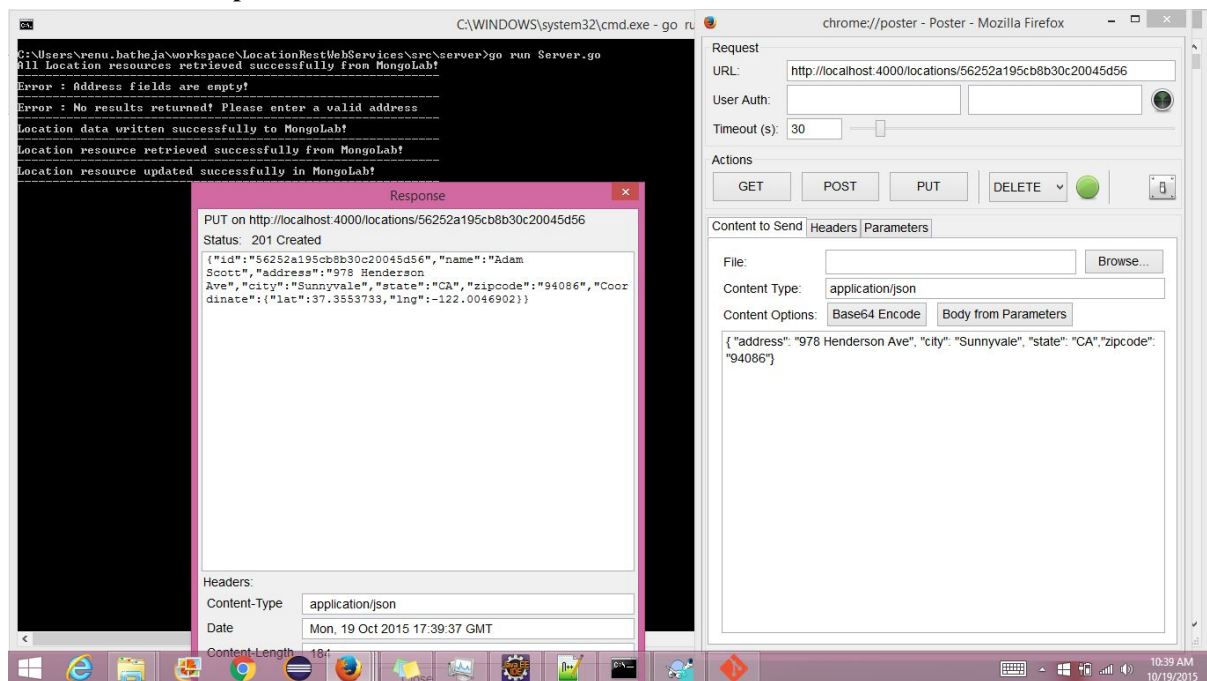 C:\WINDOWS\system32\cmd.exe - go ru
C:\Users\renu.batheja\workspace\LocationRestWebServices\src\server>go run Server.go
All Location resources retrieved successfully from MongoLab!
Error : Address fields are empty!
Error : No results returned! Please enter a valid address
Location data written successfully to MongoLab!
Location resource retrieved successfully from MongoLab!
Location resource updated successfully in MongoLab!
Response
PUT on http://localhost:4000/locations/56252a195cb8b30c20045d56
Status: 201 Created
{"id":"56252a195cb8b30c20045d56","name":"Adam
Scott","address":"978 Henderson
Ave","city":"Sunnyvale","state":"CA","zipcode":"94086","Coor
dinate":{"lat":37.3553733,"lng":-122.0046902}}
Headers:
Content-Type application/json
Date Mon, 19 Oct 2015 17:39:37 GMT
Content-Length 184
Close
chrome://poster - Poster - Mozilla Firefox
Request
URL: http://localhost:4000/locations/56252a195cb8b30c20045d56
User Auth:
Timeout (s): 30
Actions
GET POST PUT DELETE
Content to Send Headers Parameters
File: Browse...
Content Type: application/json
Content Options: Base64 Encode Body from Parameters
{ "address": "978 Henderson Ave", "city": "Sunnyvale", "state": "CA","zipcode":
"94086"}
10:39 AM
10/19/2015